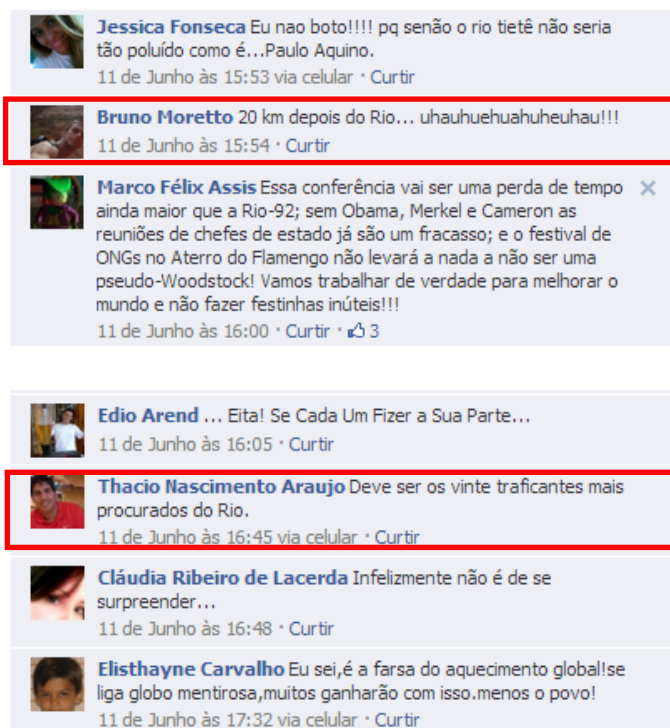 Jessica Fonseca Eu nao boto!!!! pq senão o rio tietê não seria
tão poluído como é...Paulo Aquino.
11 de Junho às 15:53 via celular · Curtir
Bruno Moretto 20 km depois do Rio... uhauhuehuahuheuhau!!!
11 de Junho às 15:54 · Curtir
Marco Félix Assis Essa conferência vai ser uma perda de tempo
ainda maior que a Rio-92; sem Obama, Merkel e Cameron as
reuniões de chefes de estado já são um fracasso; e o festival de
ONGs no Aterro do Flamengo não levará a nada a não ser uma
pseudo-Woodstock! Vamos trabalhar de verdade para melhorar o
mundo e não fazer festinhas inúteis!!!
11 de Junho às 16:00 · Curtir · 3
Edio Arend ... Eita! Se Cada Um Fizer a Sua Parte...
11 de Junho às 16:05 · Curtir
Thacio Nascimento Araujo Deve ser os vinte traficantes mais
procurados do Rio.
11 de Junho às 16:45 via celular · Curtir
Cláudia Ribeiro de Lacerda Infelizmente não é de se
surpreender...
11 de Junho às 16:48 · Curtir
Elisthayne Carvalho Eu sei,é a farsa do aquecimento global!se
liga globo mentirosa,muitos ganharão com isso.menos o povo!
11 de Junho às 17:32 via celular · Curtir